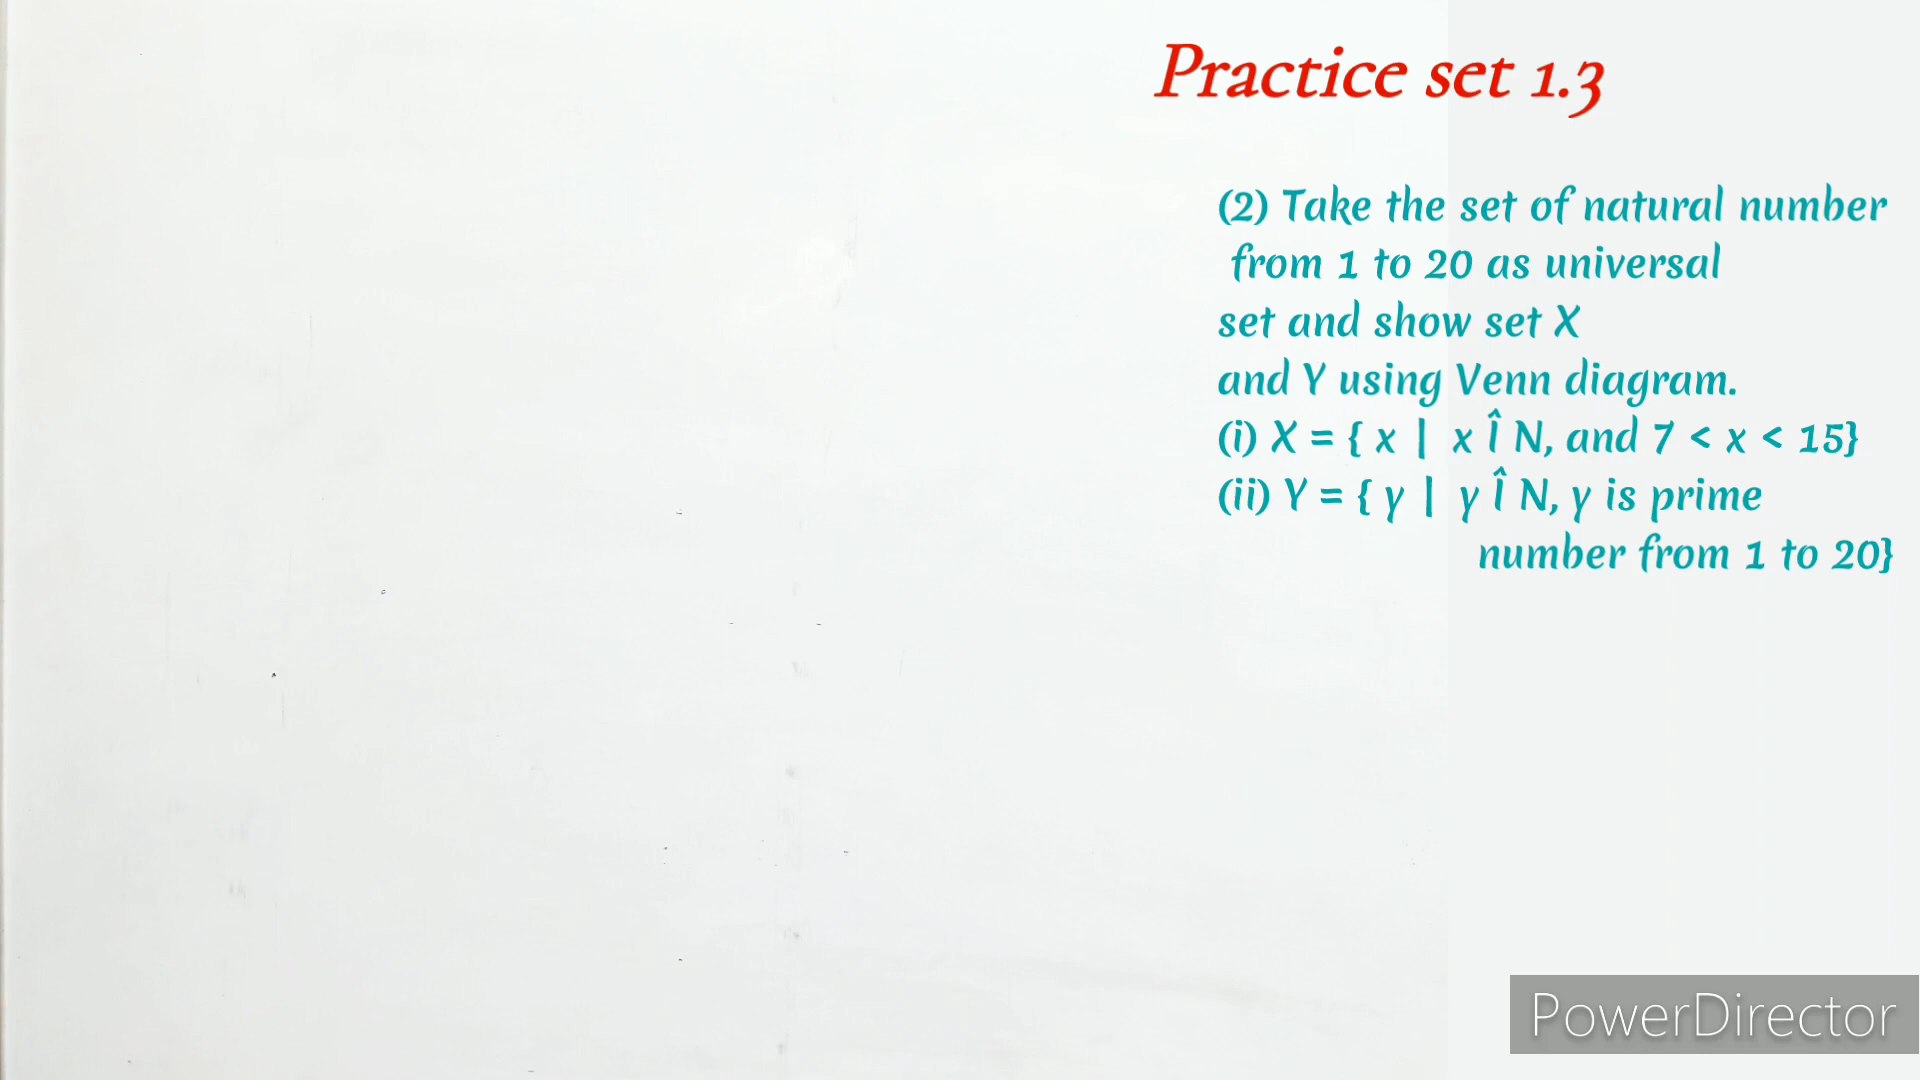 Practice set 1.3
(2) Take the set of natural number
from 1 to 20 as universal
set and show set X
and Y using Venn diagram.
(i) X = { x | x Î N, and 7 < x < 15}
(ii) Y = { y | y Î N, y is prime
number from 1 to 20}
PowerDirector